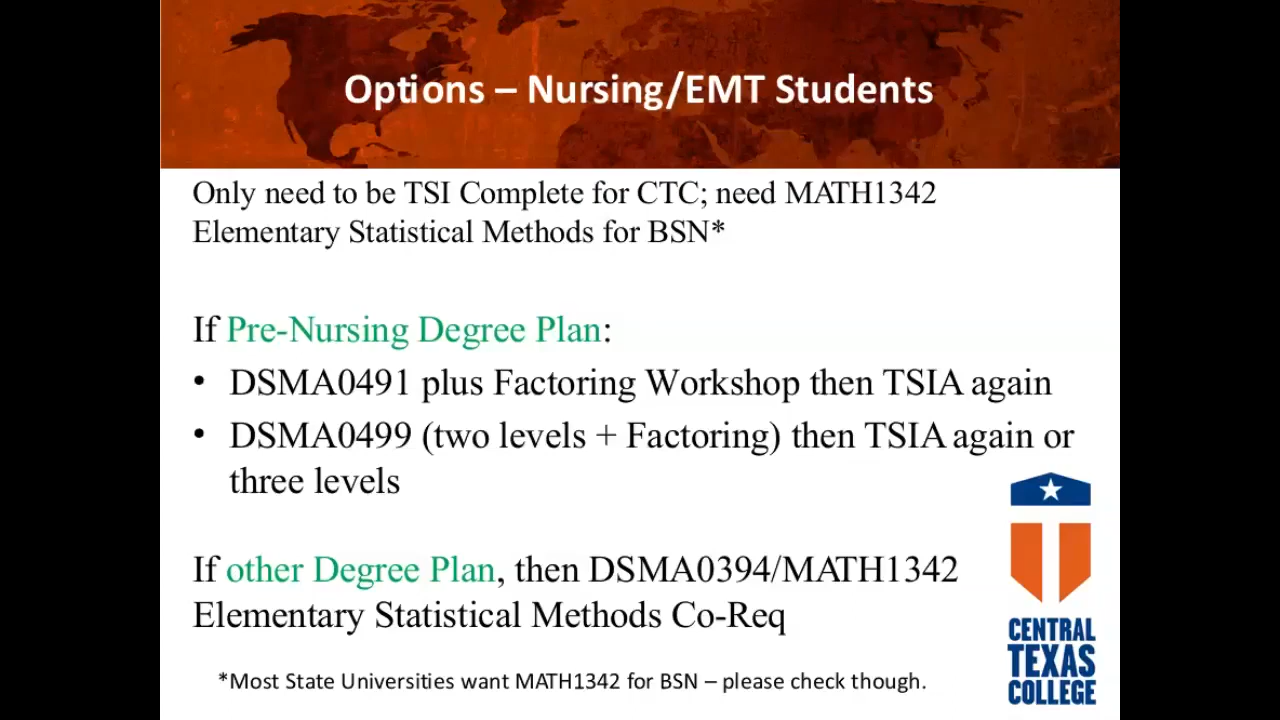 Options – Nursing/EMT Students
Only need to be TSI Complete for CTC; need MATH1342
Elementary Statistical Methods for BSN*
If Pre-Nursing Degree Plan:
• DSMA0491 plus Factoring Workshop then TSIA again
• DSMA0499 (two levels + Factoring) then TSIA again or
three levels
If other Degree Plan, then DSMA0394/MATH1342
Elementary Statistical Methods Co-Req
CENTRAL
TEXAS
COLLEGE
*Most State Universities want MATH1342 for BSN – please check though.